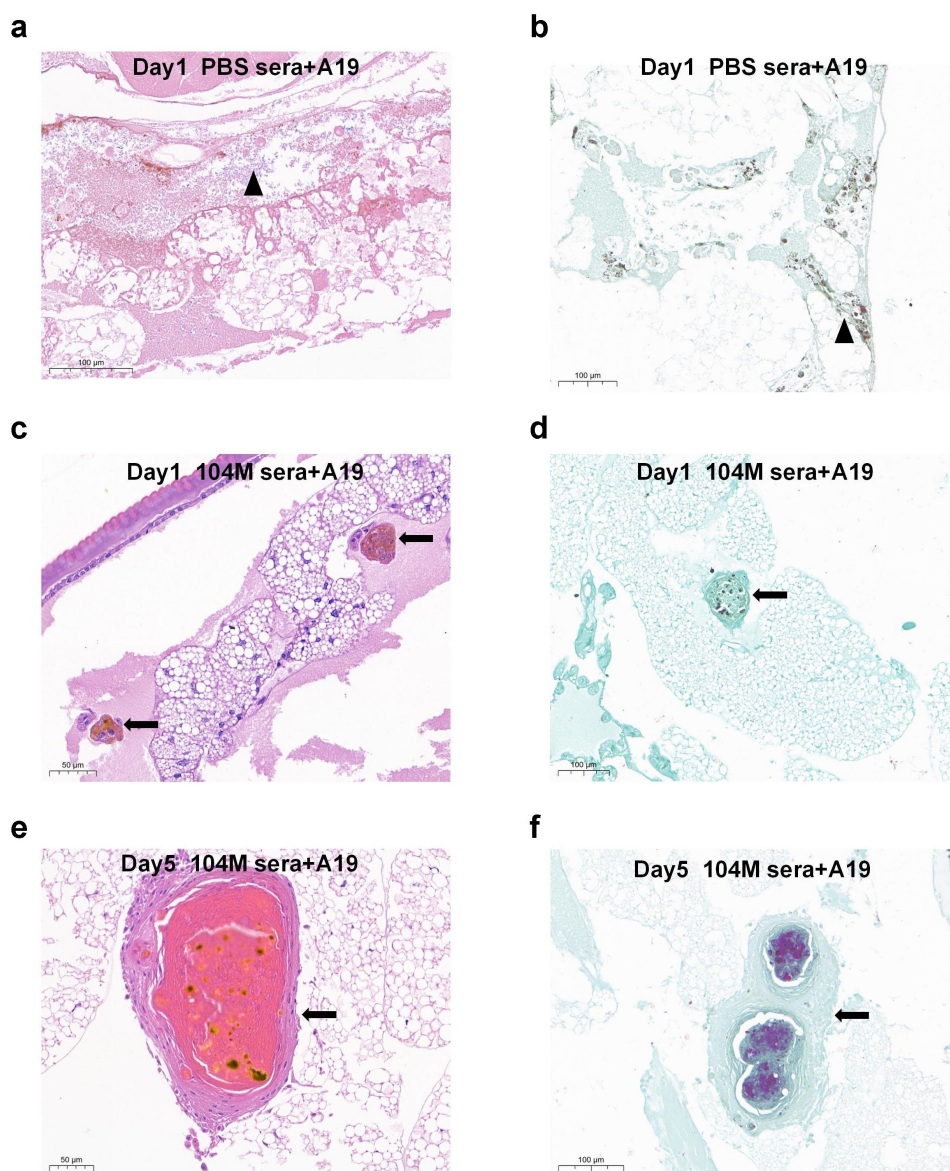 a
Day1 PBS sera+A19
100 μm
b
Day1 PBS sera+A19
100 μm
c
Day1 104M sera+A19
50 μm
d
Day1 104M sera+A19
100 μm
e
Day5 104M sera+A19
50 μm
f
Day5 104M sera+A19
100 μm